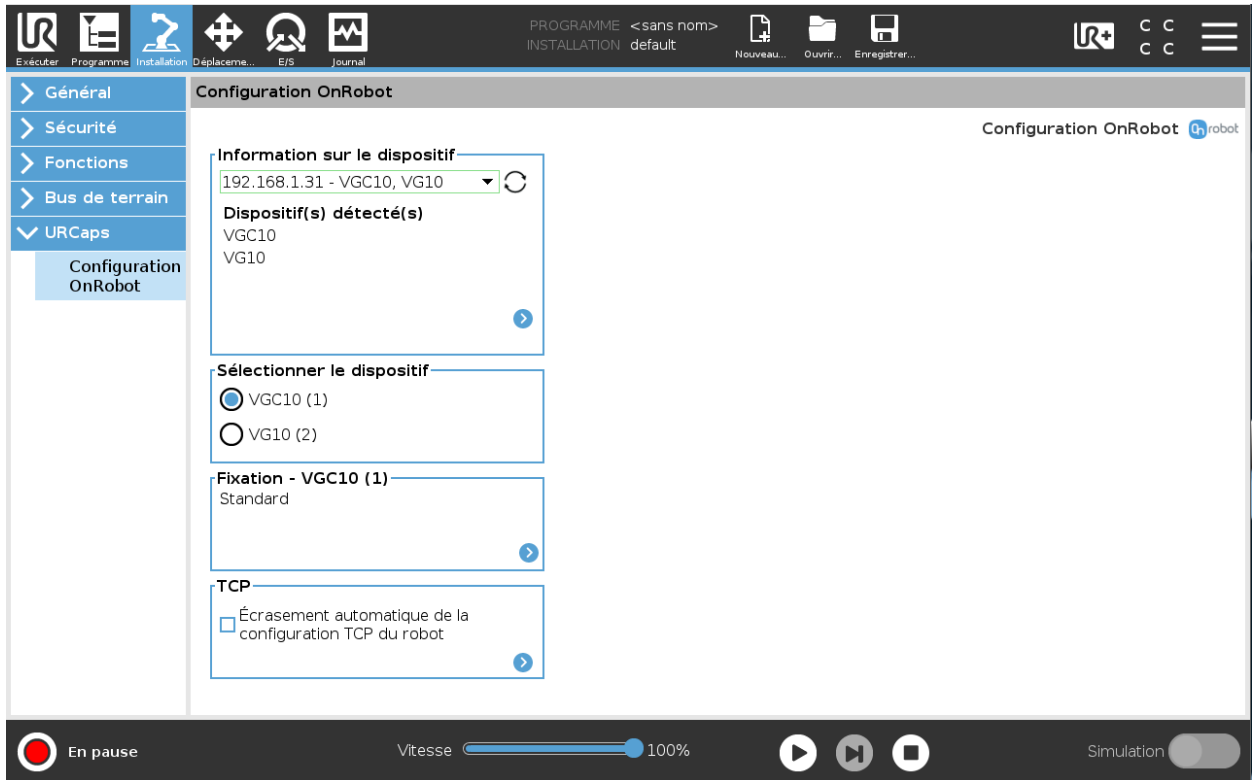 PROGRAMME <sans nom>
INSTALLATION default
Exécuter Programme Installation Déplaceme... E/S Journal
Nouveau... Ouvrir... Enregistrer...
UR+
C C
C C
Général
Sécurité
Fonctions
Bus de terrain
URCaps
Configuration
OnRobot
Configuration OnRobot
Configuration OnRobot On robot
Information sur le dispositif
192.168.1.31 - VGC10, VG10
Dispositif(s) détecté(s)
VGC10
VG10
Sélectionner le dispositif
VGC10 (1)
VG10 (2)
Fixation - VGC10 (1)
Standard
TCP
Écrasement automatique de la
configuration TCP du robot
En pause
Vitesse 100%
Simulation